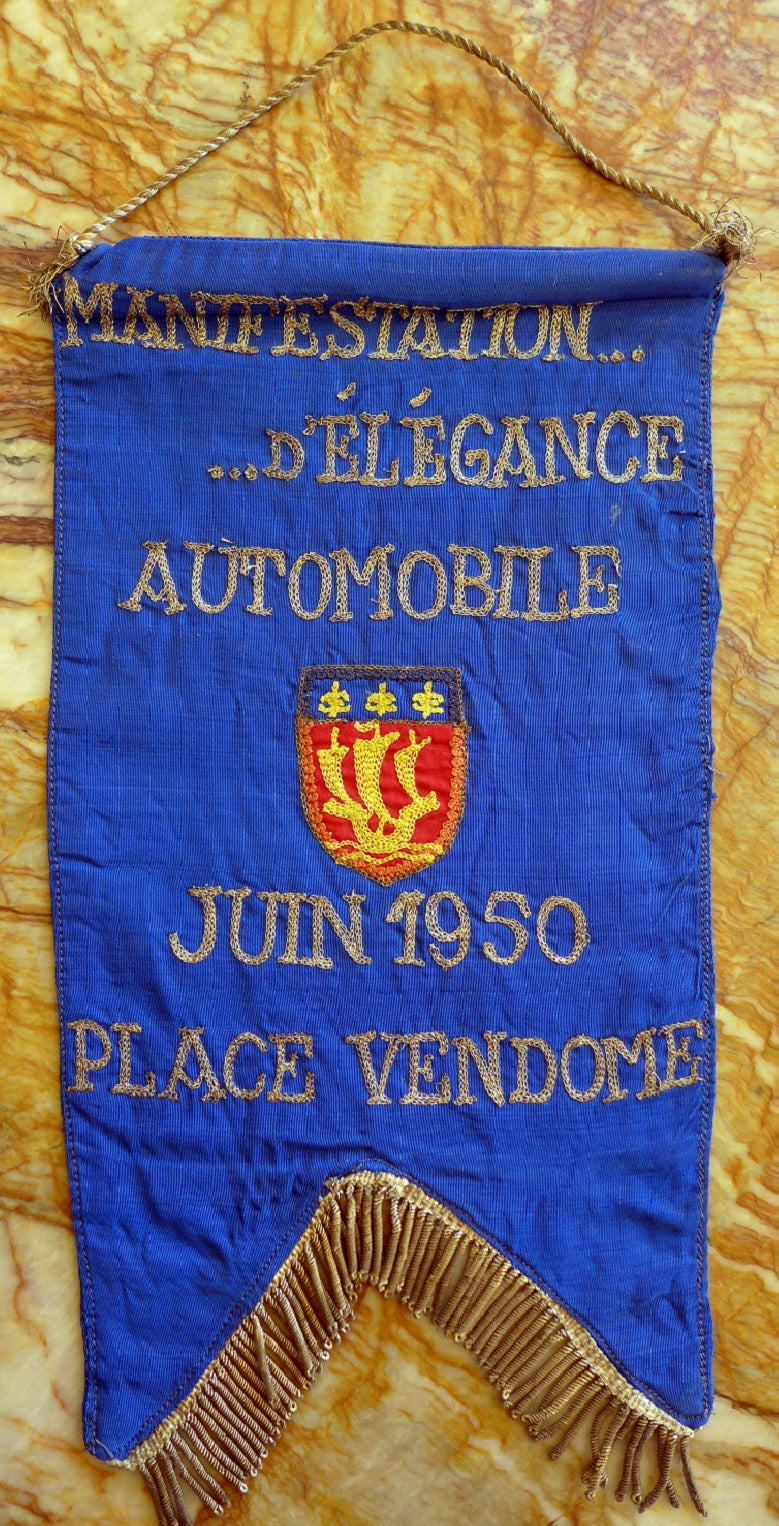 MANIFESTATION...
...D'ÉLÉGANCE
AUTOMOBILE
JUIN 1950
PLACE VENDOME